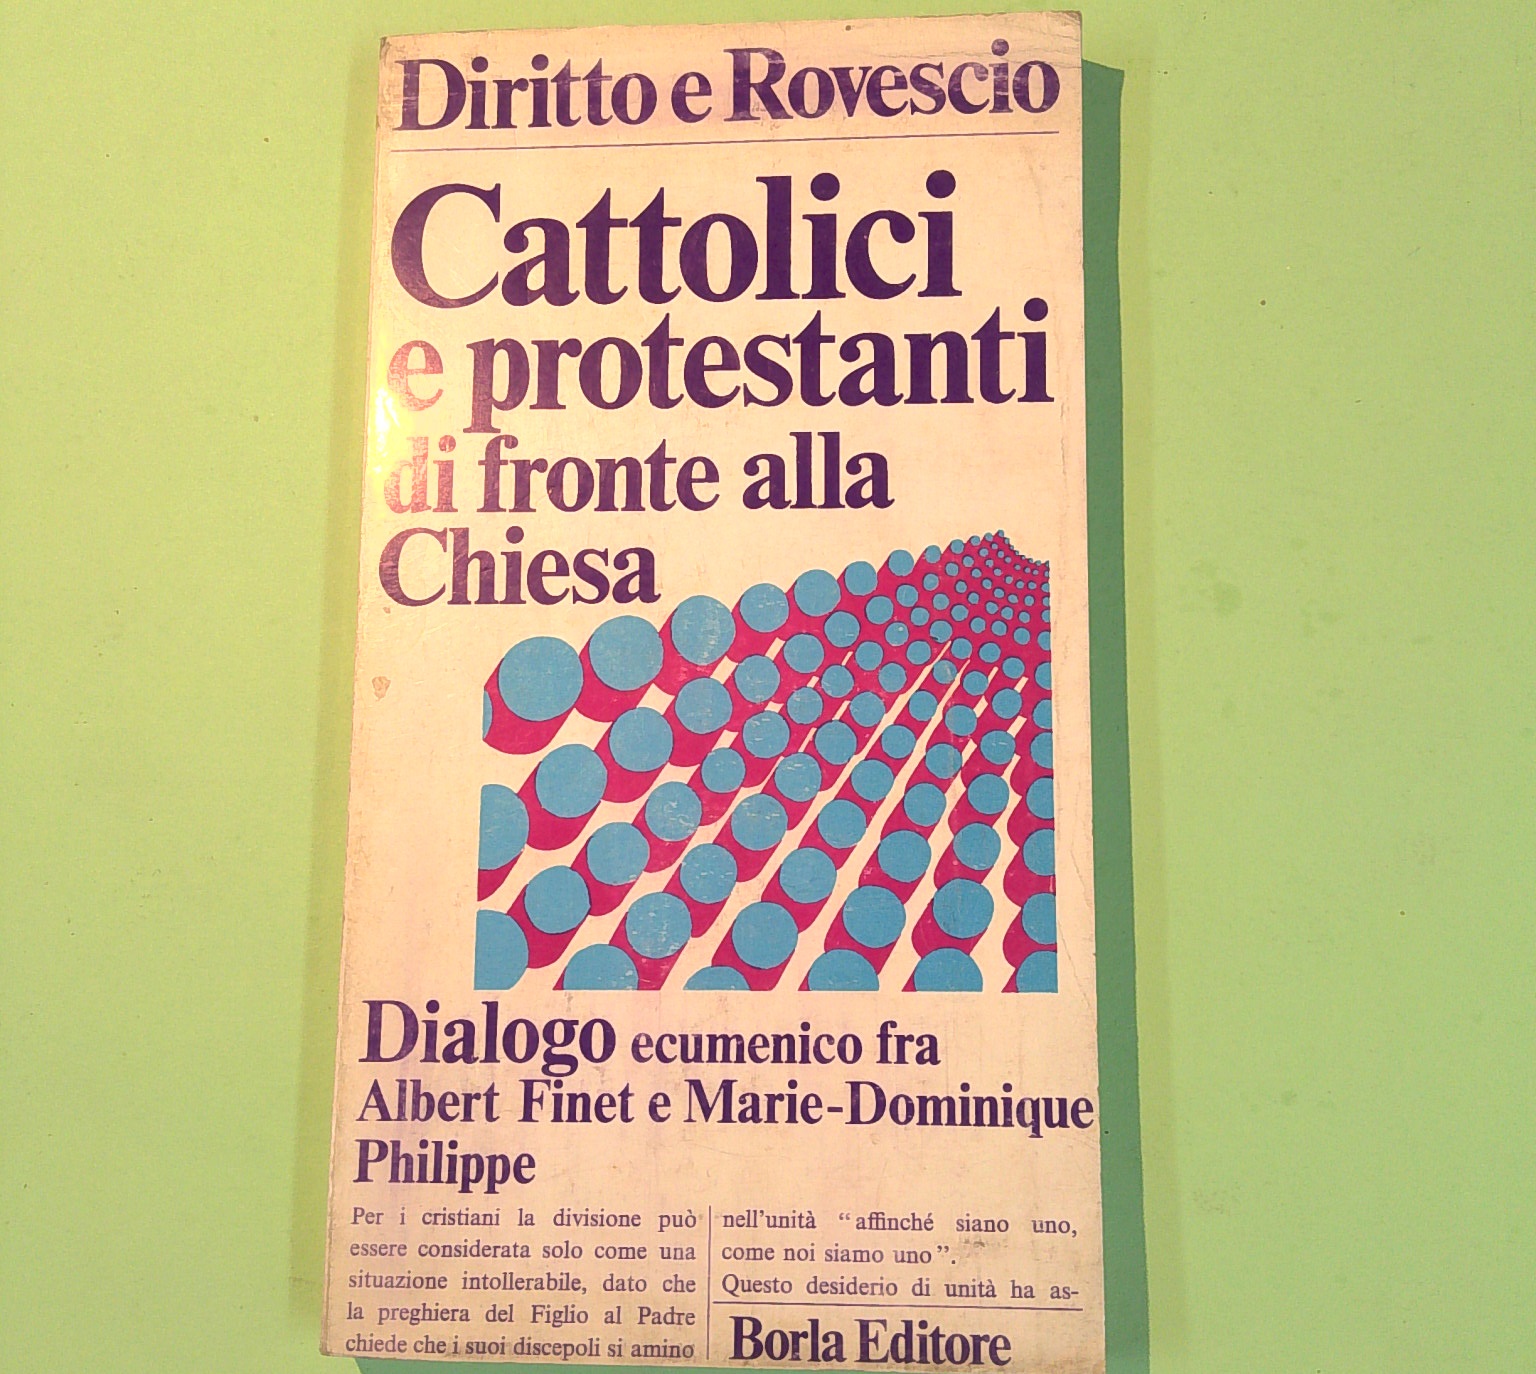 Diritto e Rovescio
Cattolici
e protestanti
di fronte alla
Chiesa
Dialogo ecumenico fra
Albert Finet e Marie-Dominique
Philippe
Per i cristiani la divisione può
essere considerata solo come una
situazione intollerabile, dato che
la preghiera del Figlio al Padre
chiede che i suoi discepoli si amino
nell'unità “affinché siano uno,
come noi siamo uno”.
Questo desiderio di unità ha as-
Borla Editore